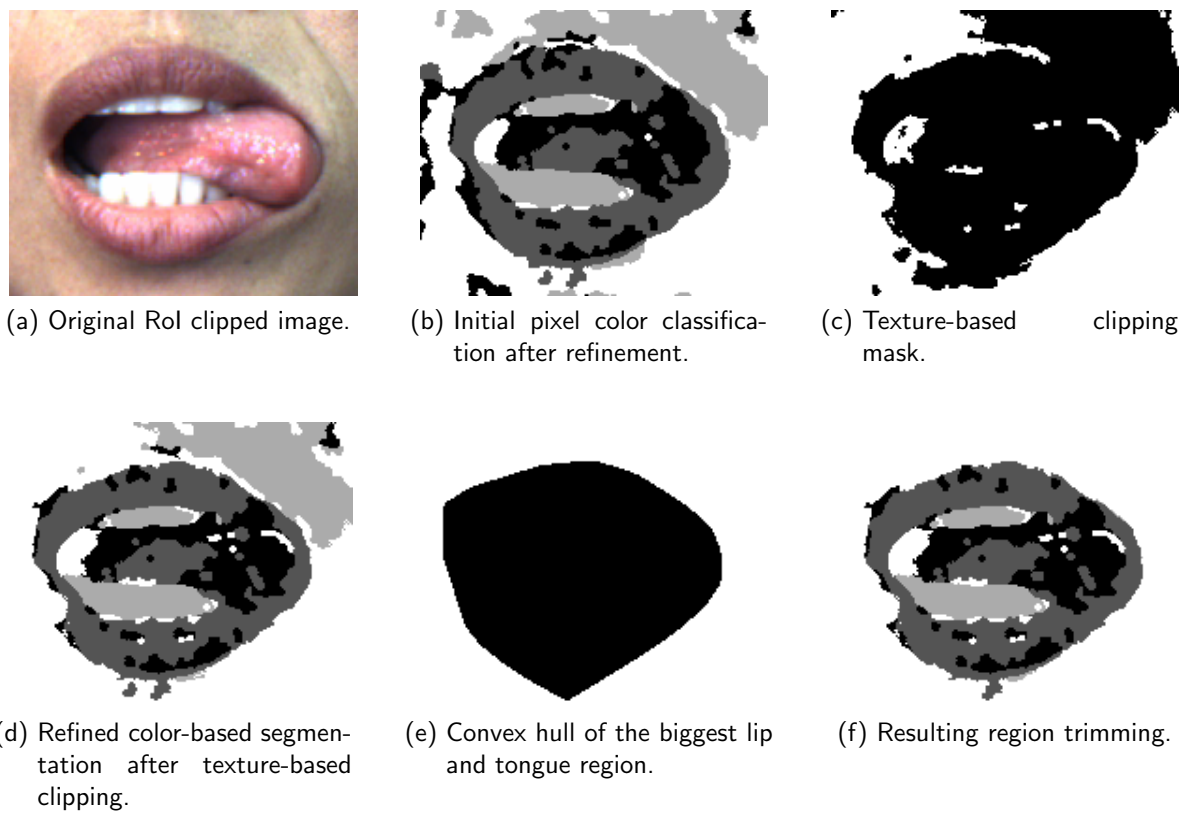 (a) Original RoI clipped image.
(b) Initial pixel color classifica-
tion after refinement.
(c) Texture-based clipping
mask.
(d) Refined color-based segmen-
tation after texture-based
clipping.
(e) Convex hull of the biggest lip
and tongue region.
(f) Resulting region trimming.